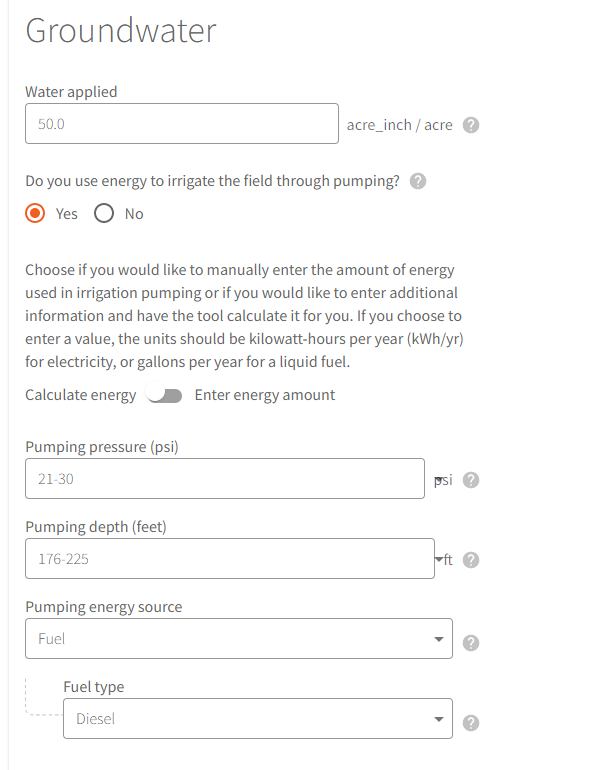 Groundwater
Water applied
50.0 acre_inch / acre ?
Do you use energy to irrigate the field through pumping? ?
Yes No
Choose if you would like to manually enter the amount of energy
used in irrigation pumping or if you would like to enter additional
information and have the tool calculate it for you. If you choose to
enter a value, the units should be kilowatt-hours per year (kWh/yr)
for electricity, or gallons per year for a liquid fuel.
Calculate energy Enter energy amount
Pumping pressure (psi)
21-30 psi ?
Pumping depth (feet)
176-225 ft ?
Pumping energy source
Fuel ?
Fuel type
Diesel ?